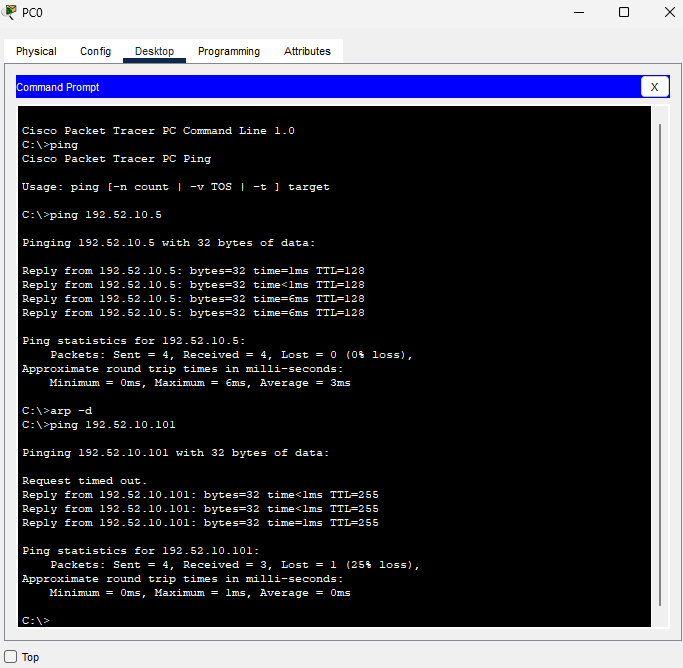 PC0
Physical Config Desktop Programming Attributes
Command Prompt
X
Cisco Packet Tracer PC Command Line 1.0
C:\>ping
Cisco Packet Tracer PC Ping
Usage: ping [-n count | -v TOS | -t ] target
C:\>ping 192.52.10.5
Pinging 192.52.10.5 with 32 bytes of data:
Reply from 192.52.10.5: bytes=32 time=1ms TTL=128
Reply from 192.52.10.5: bytes=32 time<1ms TTL=128
Reply from 192.52.10.5: bytes=32 time=6ms TTL=128
Reply from 192.52.10.5: bytes=32 time=6ms TTL=128
Ping statistics for 192.52.10.5:
    Packets: Sent = 4, Received = 4, Lost = 0 (0% loss),
Approximate round trip times in milli-seconds:
    Minimum = 0ms, Maximum = 6ms, Average = 3ms
C:\>arp -d
C:\>ping 192.52.10.101
Pinging 192.52.10.101 with 32 bytes of data:
Request timed out.
Reply from 192.52.10.101: bytes=32 time<1ms TTL=255
Reply from 192.52.10.101: bytes=32 time<1ms TTL=255
Reply from 192.52.10.101: bytes=32 time=1ms TTL=255
Ping statistics for 192.52.10.101:
    Packets: Sent = 4, Received = 3, Lost = 1 (25% loss),
Approximate round trip times in milli-seconds:
    Minimum = 0ms, Maximum = 1ms, Average = 0ms
C:\>
Top